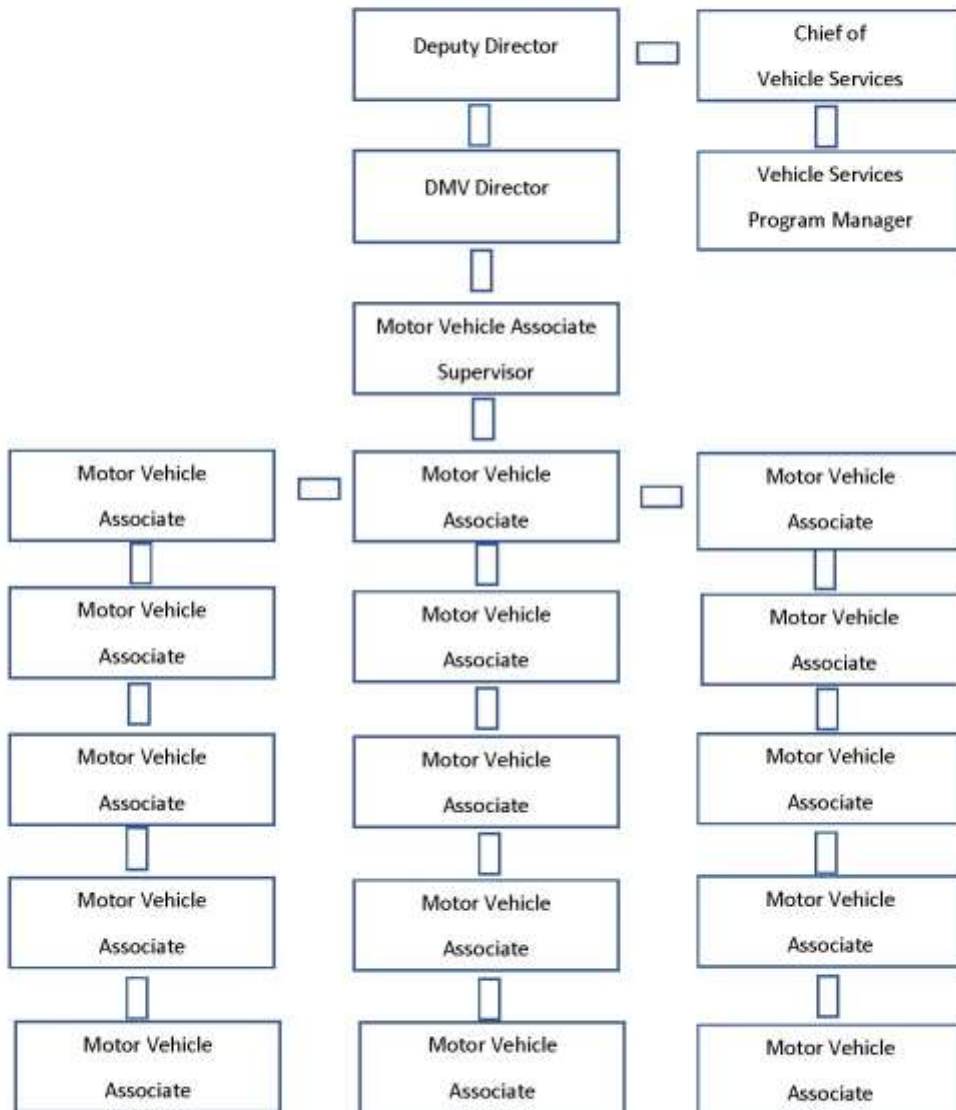 Deputy Director
Chief of
Vehicle Services
DMV Director
Vehicle Services
Program Manager
Motor Vehicle Associate
Supervisor
Motor Vehicle
Associate
Motor Vehicle
Associate
Motor Vehicle
Associate
Motor Vehicle
Associate
Motor Vehicle
Associate
Motor Vehicle
Associate
Motor Vehicle
Associate
Motor Vehicle
Associate
Motor Vehicle
Associate
Motor Vehicle
Associate
Motor Vehicle
Associate
Motor Vehicle
Associate
Motor Vehicle
Associate
Motor Vehicle
Associate
Motor Vehicle
Associate